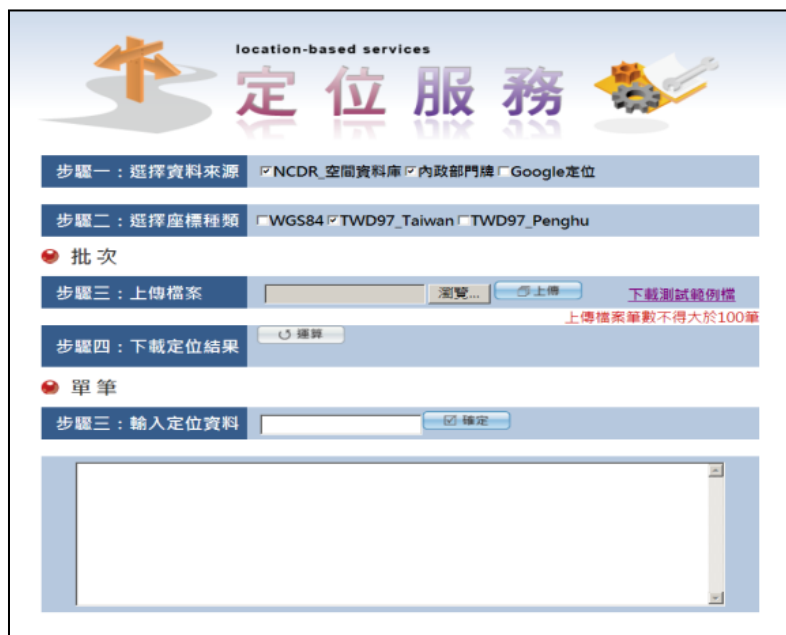 location-based services
定位服務
步驟一：選擇資料來源 NCDR_空間資料庫 內政部門牌 Google定位
步驟二：選擇座標種類 WGS84 TWD97_Taiwan TWD97_Penghu
批次
步驟三：上傳檔案 瀏覽... 上傳 下載測試範例檔
上傳檔案筆數不得大於100筆
步驟四：下載定位結果 運算
單筆
步驟三：輸入定位資料 確定